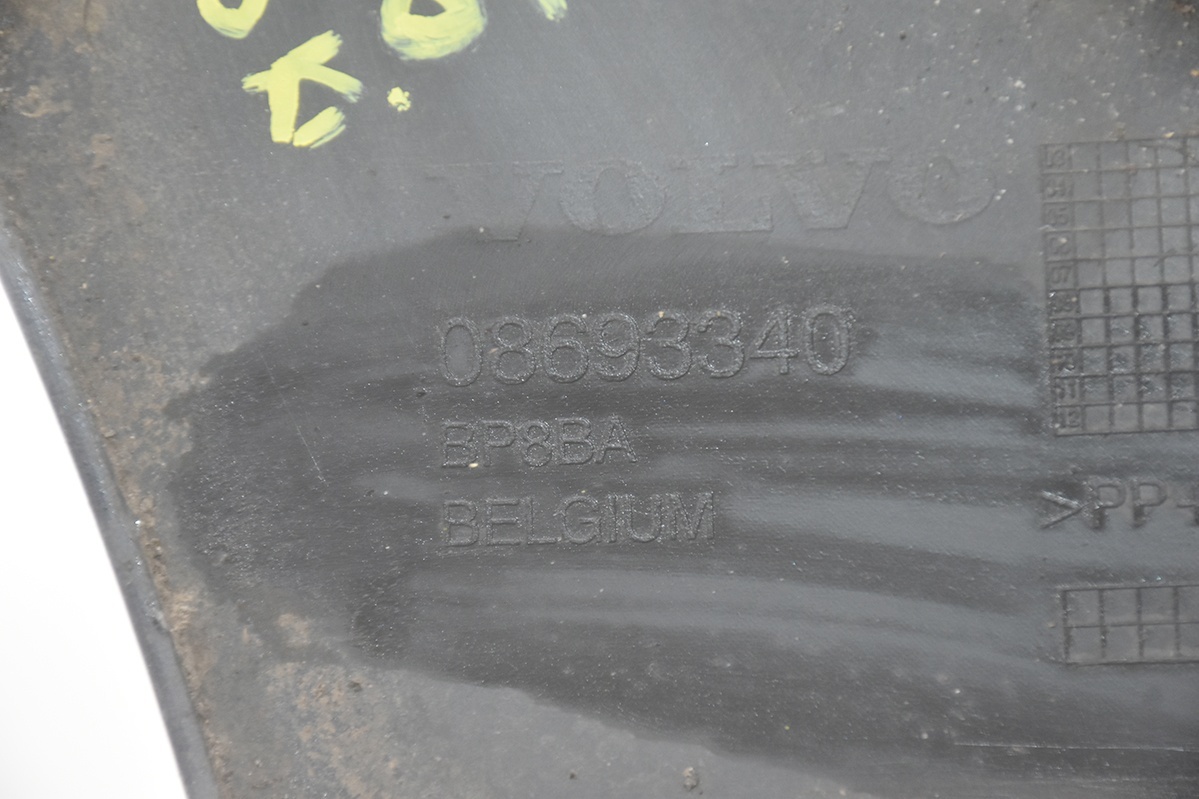 VOLVO
08693340
BP8BA
BELGIUM
>PP+